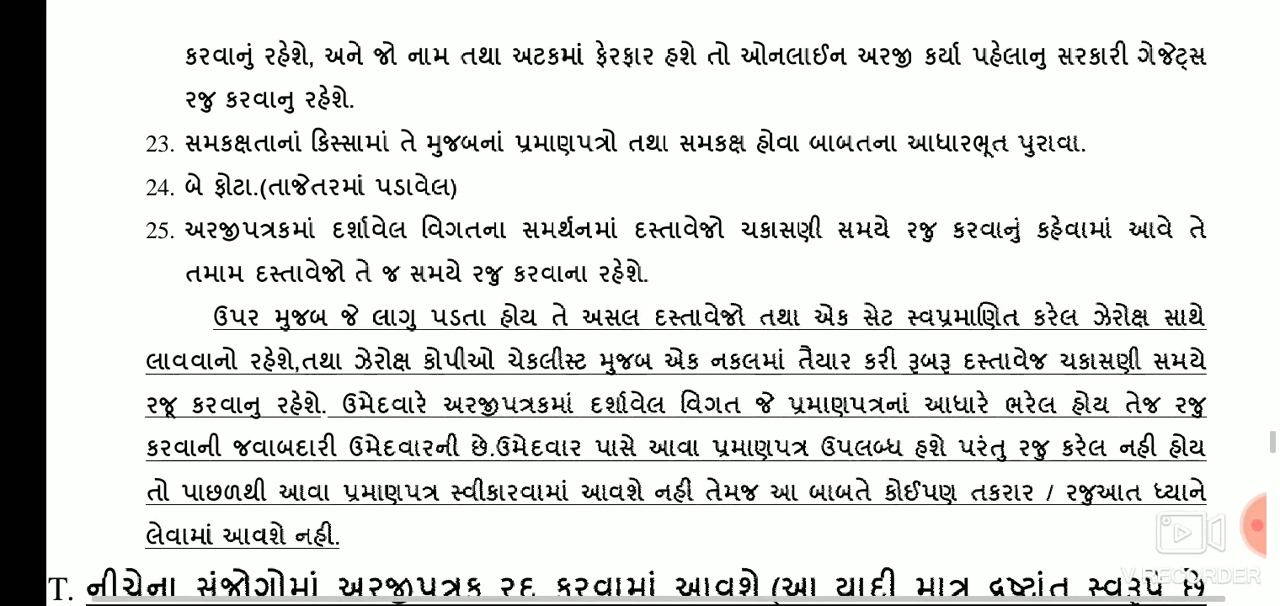 કરવાનું રહેશે, અને જો નામ તથા અટકમાં ફેરફાર હશે તો ઓનલાઈન અરજી કર્યા પહેલાનુ સરકારી ગેજેટ્સ
રજુ કરવાનુ રહેશે.
23. સમકક્ષતાનાં કિસ્સામાં તે મુજબનાં પ્રમાણપત્રો તથા સમકક્ષ હોવા બાબતના આધારભૂત પુરાવા.
24. બે ફોટા.(તાજેતરમાં પડાવેલ)
25. અરજીપત્રકમાં દર્શાવેલ વિગતના સમર્થનમાં દસ્તાવેજો ચકાસણી સમયે રજુ કરવાનું કહેવામાં આવે તે
તમામ દસ્તાવેજો તે જ સમયે રજુ કરવાના રહેશે.
ઉપર મુજબ જે લાગુ પડતા હોય તે અસલ દસ્તાવેજો તથા એક સેટ સ્વપ્રમાણિત કરેલ ઝેરોક્ષ સાથે
લાવવાનો રહેશે,તથા ઝેરોક્ષ કોપીઓ ચેકલીસ્ટ મુજબ એક નકલમાં તૈયાર કરી રૂબરૂ દસ્તાવેજ ચકાસણી સમયે
રજૂ કરવાનુ રહેશે. ઉમેદવારે અરજીપત્રકમાં દર્શાવેલ વિગત જે પ્રમાણપત્રનાં આધારે ભરેલ હોય તેજ રજુ
કરવાની જવાબદારી ઉમેદવારની છે.ઉમેદવાર પાસે આવા પ્રમાણપત્ર ઉપલબ્ધ હશે પરંતુ રજુ કરેલ નહી હોય
તો પાછળથી આવા પ્રમાણપત્ર સ્વીકારવામાં આવશે નહી તેમજ આ બાબતે કોઈપણ તકરાર / રજુઆત ધ્યાને
લેવામાં આવશે નહી.
T. નીચેના સંજોગોમાં અરજીપત્રક રદ કરવામાં આવશે (આ યાદી માત્ર દ્રષ્ટાંત સ્વરૂપે છે
V RECORDER